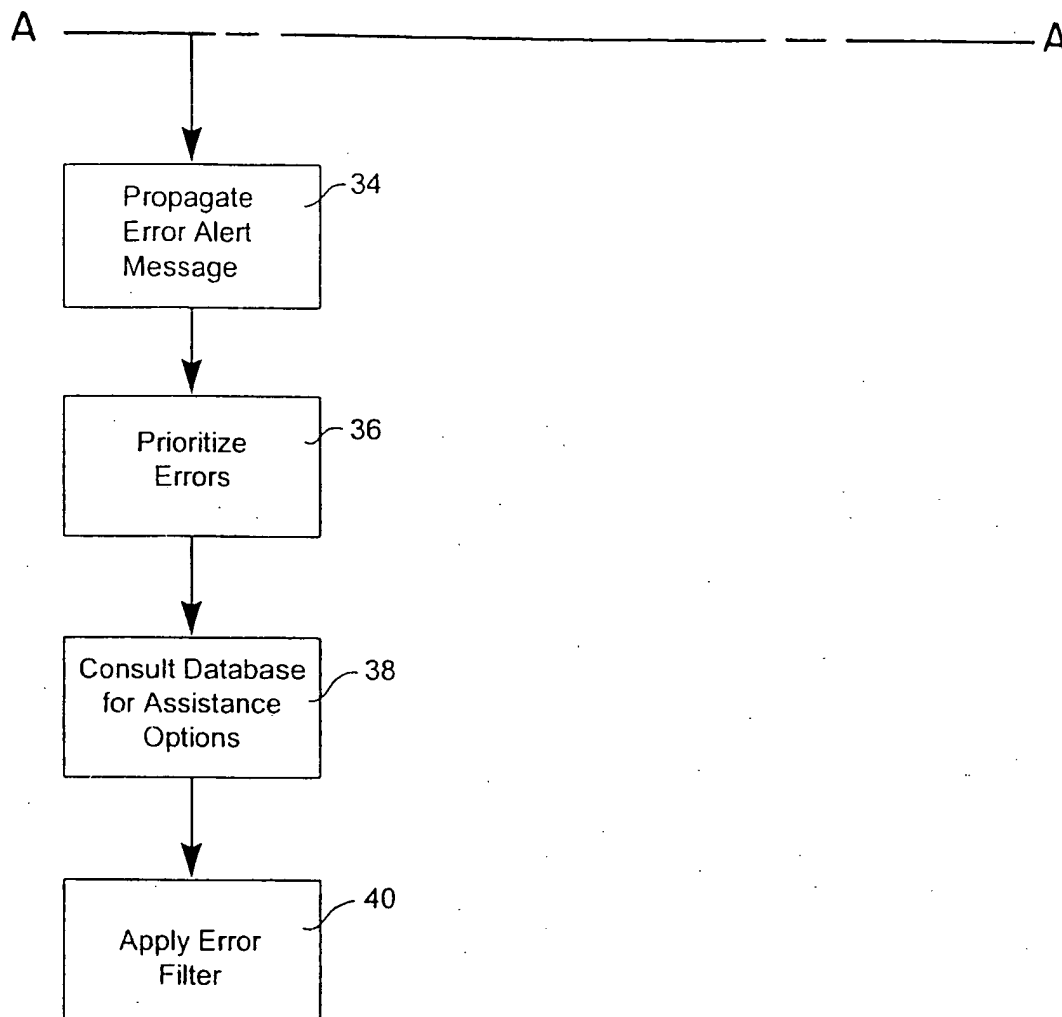 A A
Propagate
Error Alert
Message
34
Prioritize
Errors
36
Consult Database
for Assistance
Options
38
Apply Error
Filter
40